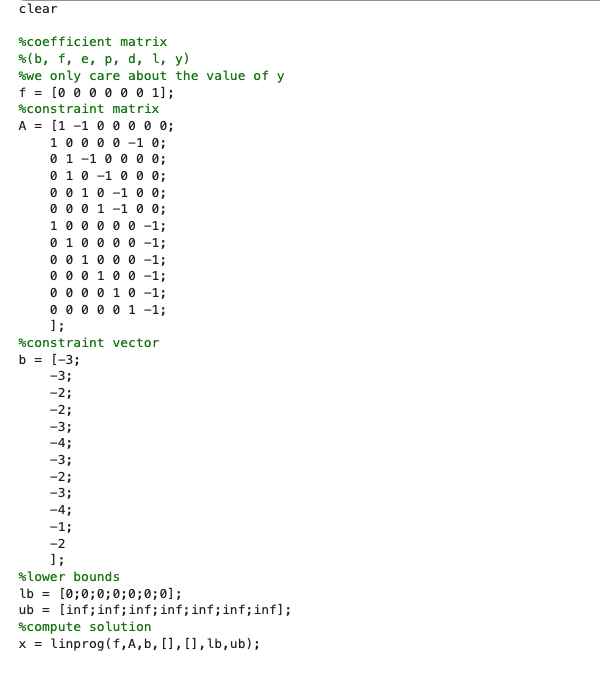 clear
%coefficient matrix
%(b, f, e, p, d, l, y)
%we only care about the value of y
f = [0 0 0 0 0 0 1];
%constraint matrix
A = [1 -1 0 0 0 0 0;
1 0 0 0 0 -1 0;
0 1 -1 0 0 0 0;
0 1 0 -1 0 0 0;
0 0 1 0 -1 0 0;
0 0 0 1 -1 0 0;
1 0 0 0 0 0 -1;
0 1 0 0 0 0 -1;
0 0 1 0 0 0 -1;
0 0 0 1 0 0 -1;
0 0 0 0 1 0 -1;
0 0 0 0 0 1 -1;
];
%constraint vector
b = [-3;
-3;
-2;
-2;
-3;
-4;
-3;
-2;
-3;
-4;
-1;
-2
];
%lower bounds
lb = [0;0;0;0;0;0;0];
ub = [inf;inf;inf;inf;inf;inf;inf];
%compute solution
x = linprog(f,A,b,[],[],lb,ub);